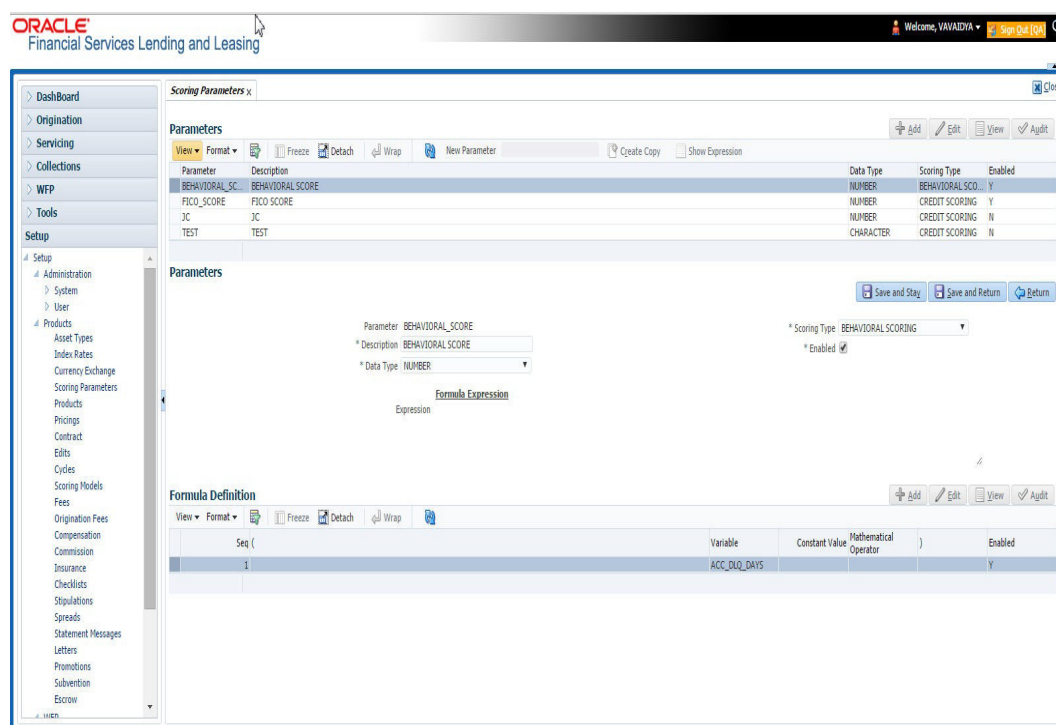 ORACLE'
Financial Services Lending and Leasing
Welcome, VAVAIDYA
Sign Out [QA]
DashBoard
Origination
Servicing
Collections
WFP
Tools
Setup
Setup
Administration
System
User
Products
Asset Types
Index Rates
Currency Exchange
Scoring Parameters
Products
Pricings
Contract
Edits
Cycles
Scoring Models
Fees
Origination Fees
Compensation
Commission
Insurance
Checklists
Stipulations
Spreads
Statement Messages
Letters
Promotions
Subvention
Escrow
WFP
Scoring Parameters x
Clos
Parameters
Add Edit View Audit
View Format Freeze Detach Wrap New Parameter Create Copy Show Expression
Parameter Description Data Type Scoring Type Enabled
BEHAVIORAL_SC... BEHAVIORAL SCORE NUMBER BEHAVIORAL SCO... Y
FICO_SCORE FICO SCORE NUMBER CREDIT SCORING Y
JC JC NUMBER CREDIT SCORING N
TEST TEST CHARACTER CREDIT SCORING N
Parameters
Save and Stay Save and Return Return
Parameter BEHAVIORAL_SCORE
* Scoring Type BEHAVIORAL SCORING
* Description BEHAVIORAL SCORE
* Enabled
* Data Type NUMBER
Formula Expression
Expression
Formula Definition
Add Edit View Audit
View Format Freeze Detach Wrap
Seq ( Variable Constant Value Mathematical Operator ) Enabled
1 ACC_DLQ_DAYS Y